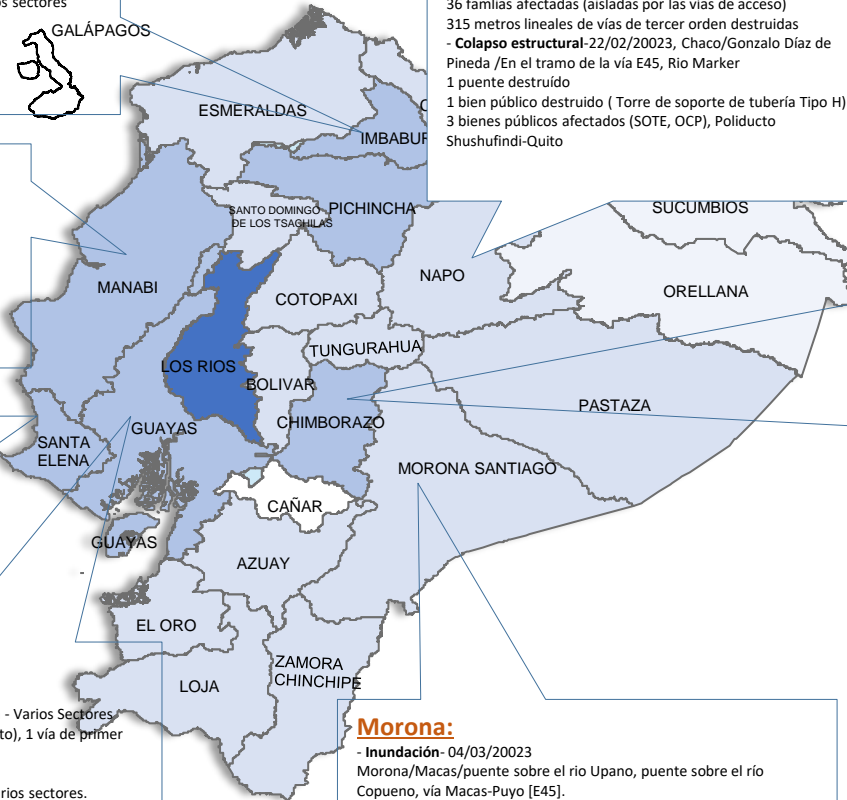 os sectores
GALÁPAGOS
36 famlias afectadas (aisladas por las vías de acceso)
315 metros lineales de vías de tercer orden destruidas
- Colapso estructural-22/02/20023, Chaco/Gonzalo Díaz de
Pineda /En el tramo de la vía E45, Rio Marker
1 puente destruído
1 bien público destruido ( Torre de soporte de tubería Tipo H)
3 bienes públicos afectados (SOTE, OCP), Poliducto
Shushufindi-Quito
ESMERALDAS
C
IMBABUR
SANTO DOMINGO
DE LOS TSACHILAS
PICHINCHA
SUCUMBIOS
NAPO
MANABI
COTOPAXI
ORELLANA
TUNGURAHUA
LOS RIOS
BOLIVAR
PASTAZA
CHIMBORAZO
GUAYAS
SANTA
ELENA
MORONA SANTIAGO
CAÑAR
GUAYAS
AZUAY
EL ORO
ZAMORA
CHINCHIPE
LOJA
- Varios Sectores
to), 1 vía de primer
rios sectores.
Morona:
- Inundación- 04/03/20023
Morona/Macas/puente sobre el rio Upano, puente sobre el río
Copueno, vía Macas-Puyo [E45].